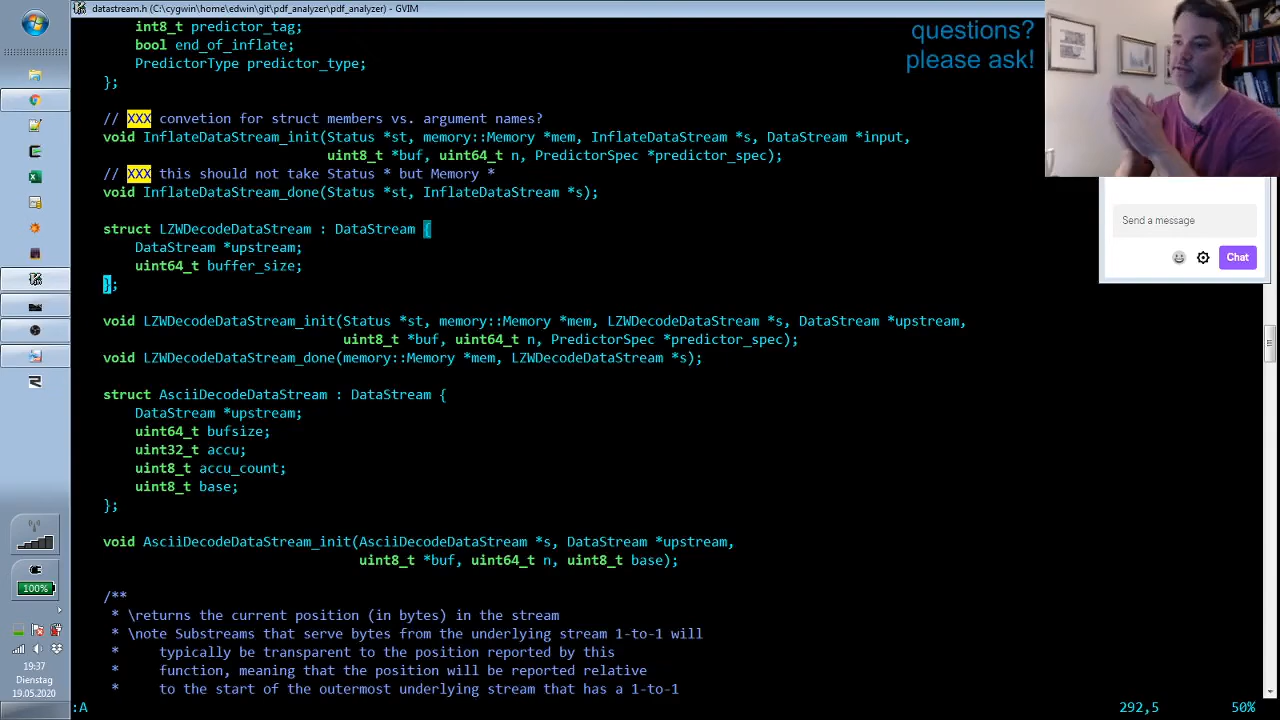 datastream.h (C:\cygwin\home\edwin\git\pdf_analyzer\pdf_analyzer) - GVIM
int8_t predictor_tag;
bool end_of_inflate;
PredictorType predictor_type;
};
// XXX convetion for struct members vs. argument names?
void InflateDataStream_init(Status *st, memory::Memory *mem, InflateDataStream *s, DataStream *input,
uint8_t *buf, uint64_t n, PredictorSpec *predictor_spec);
// XXX this should not take Status * but Memory *
void InflateDataStream_done(Status *st, InflateDataStream *s);
struct LZWDecodeDataStream : DataStream {
DataStream *upstream;
uint64_t buffer_size;
};
void LZWDecodeDataStream_init(Status *st, memory::Memory *mem, LZWDecodeDataStream *s, DataStream *upstream,
uint8_t *buf, uint64_t n, PredictorSpec *predictor_spec);
void LZWDecodeDataStream_done(memory::Memory *mem, LZWDecodeDataStream *s);
struct AsciiDecodeDataStream : DataStream {
DataStream *upstream;
uint64_t bufsize;
uint32_t accu;
uint8_t accu_count;
uint8_t base;
};
void AsciiDecodeDataStream_init(AsciiDecodeDataStream *s, DataStream *upstream,
uint8_t *buf, uint64_t n, uint8_t base);
/**
* \returns the current position (in bytes) in the stream
* \note Substreams that serve bytes from the underlying stream 1-to-1 will
* typically be transparent to the position reported by this
* function, meaning that the position will be reported relative
* to the start of the outermost underlying stream that has a 1-to-1
:A
292,5
50%
questions?
please ask!
Send a message
Chat
100%
19:37
Dienstag
19.05.2020